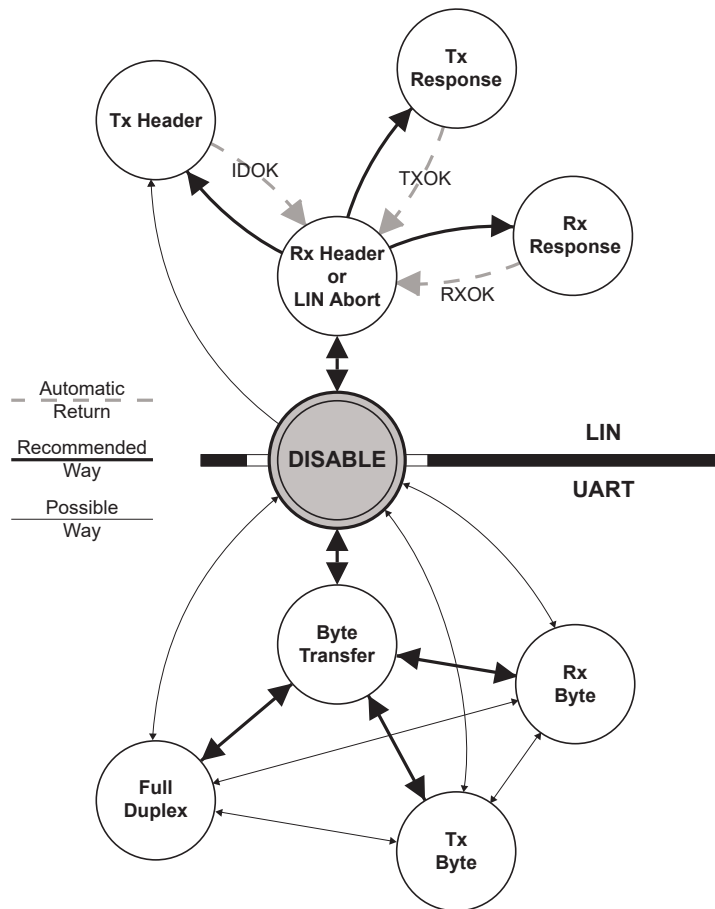 Tx
Response
Tx Header
IDOK
TXOK
Rx
Response
Rx Header
or
LIN Abort
RXOK
Automatic
Return
Recommended
Way
Possible
Way
DISABLE
LIN
UART
Byte
Transfer
Rx
Byte
Full
Duplex
Tx
Byte